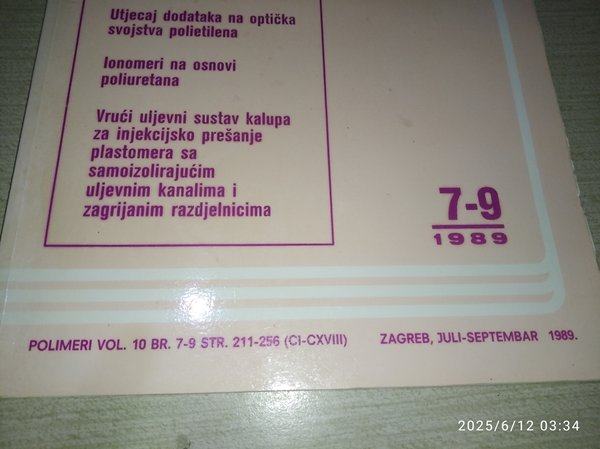 Utjecaj dodataka na optička
svojstva polietilena
Ionomeri na osnovi
poliuretana
Vrući uljevni sustav kalupa
za injekcijsko prešanje
plastomera sa
samoizolirajućim
uljevnim kanalima i
zagrijanim razdjelnicima
7-9
1989
POLIMERI VOL. 10 BR. 7-9 STR. 211-256 (CI-CXVIII)
ZAGREB, JULI-SEPTEMBAR 1989.
2025/6/12 03:34